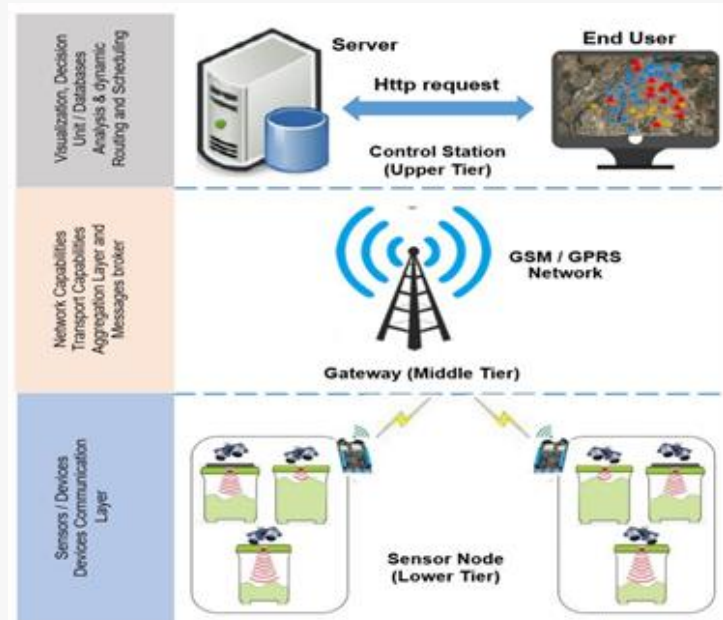 Visualization, Decision
Unit / Databases
Analysis & dynamic
Routing and Scheduling
Server
End User
Http request
Control Station
(Upper Tier)
Network Capabilities
Transport Capabilities
Aggregation Layer and
Messages broker
GSM / GPRS
Network
Gateway (Middle Tier)
Sensors / Devices
Devices Communication
Layer
Sensor Node
(Lower Tier)